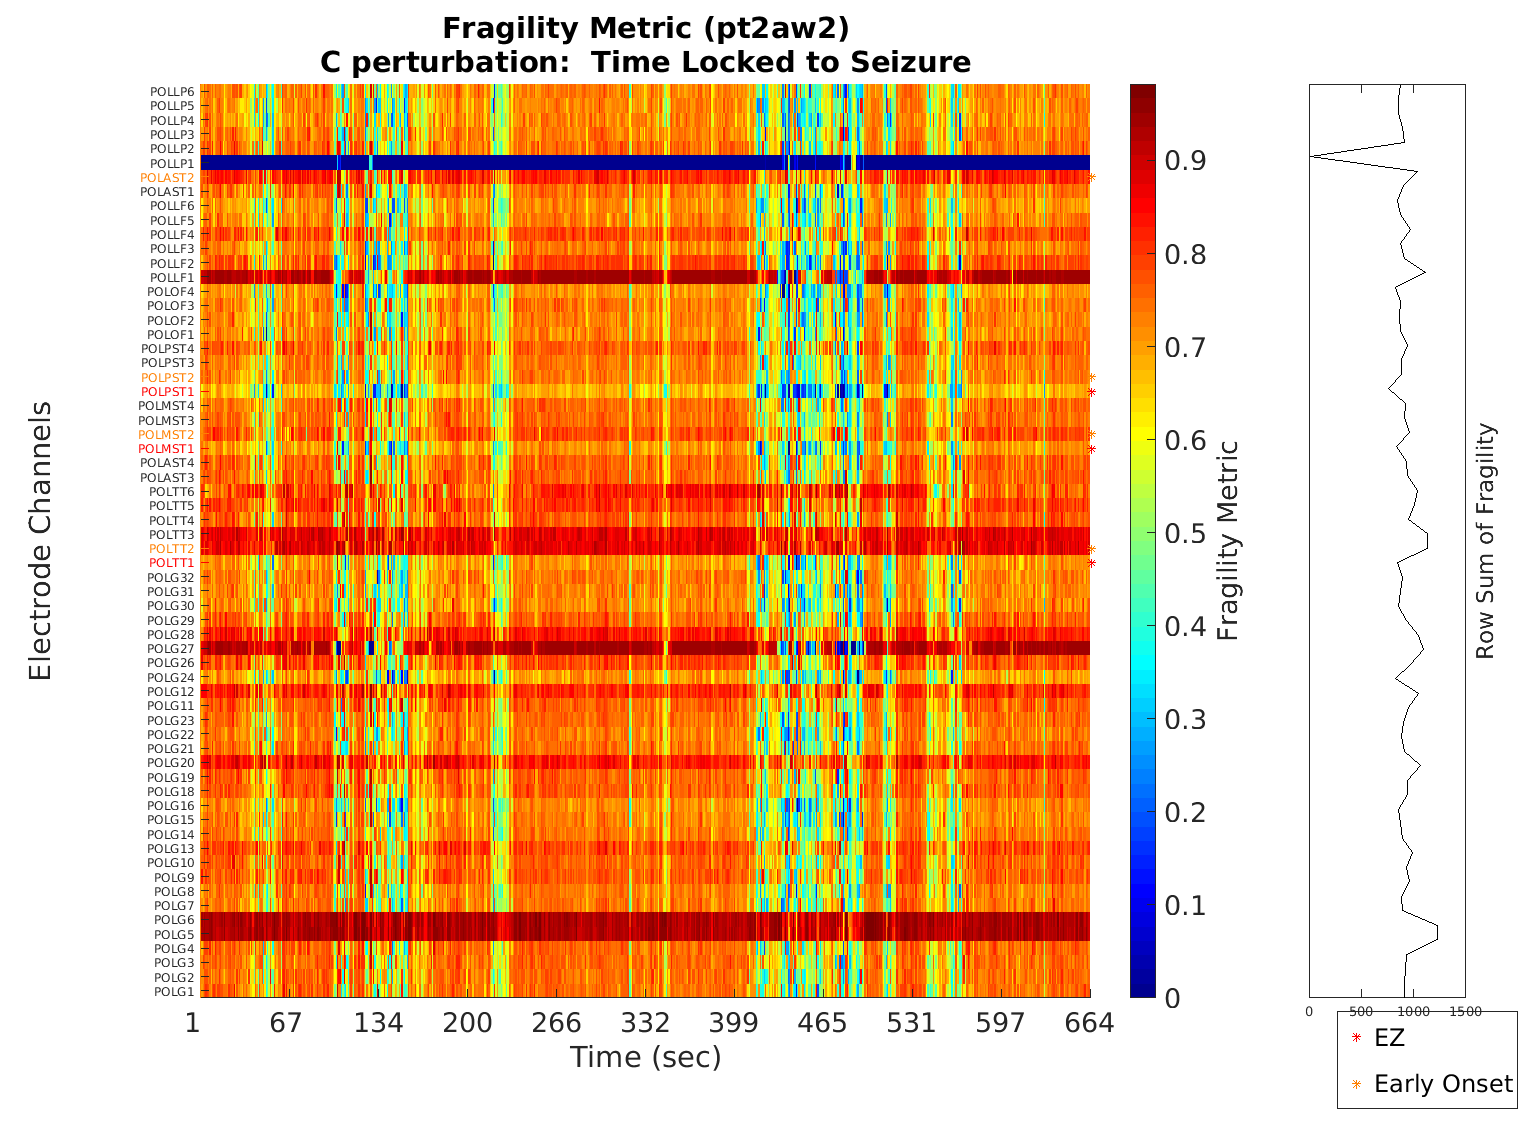 Fragility Metric (pt2aw2)
C perturbation:  Time Locked to Seizure
Electrode Channels
POLLP6
POLLP5
POLLP4
POLLP3
POLLP2
POLLP1
POLAST2
POLAST1
POLLF6
POLLF5
POLLF4
POLLF3
POLLF2
POLLF1
POLOF4
POLOF3
POLOF2
POLOF1
POLPST4
POLPST3
POLPST2
POLPST1
POLMST4
POLMST3
POLMST2
POLMST1
POLAST4
POLAST3
POLTT6
POLTT5
POLTT4
POLTT3
POLTT2
POLTT1
POLG32
POLG31
POLG30
POLG29
POLG28
POLG27
POLG26
POLG24
POLG12
POLG11
POLG23
POLG22
POLG21
POLG20
POLG19
POLG18
POLG16
POLG15
POLG14
POLG13
POLG10
POLG9
POLG8
POLG7
POLG6
POLG5
POLG4
POLG3
POLG2
POLG1
1 67 134 200 266 332 399 465 531 597 664
Time (sec)
0.9
0.8
0.7
0.6
0.5
0.4
0.3
0.2
0.1
0
Fragility Metric
Row Sum of Fragility
0 500 1000 1500
EZ
Early Onset